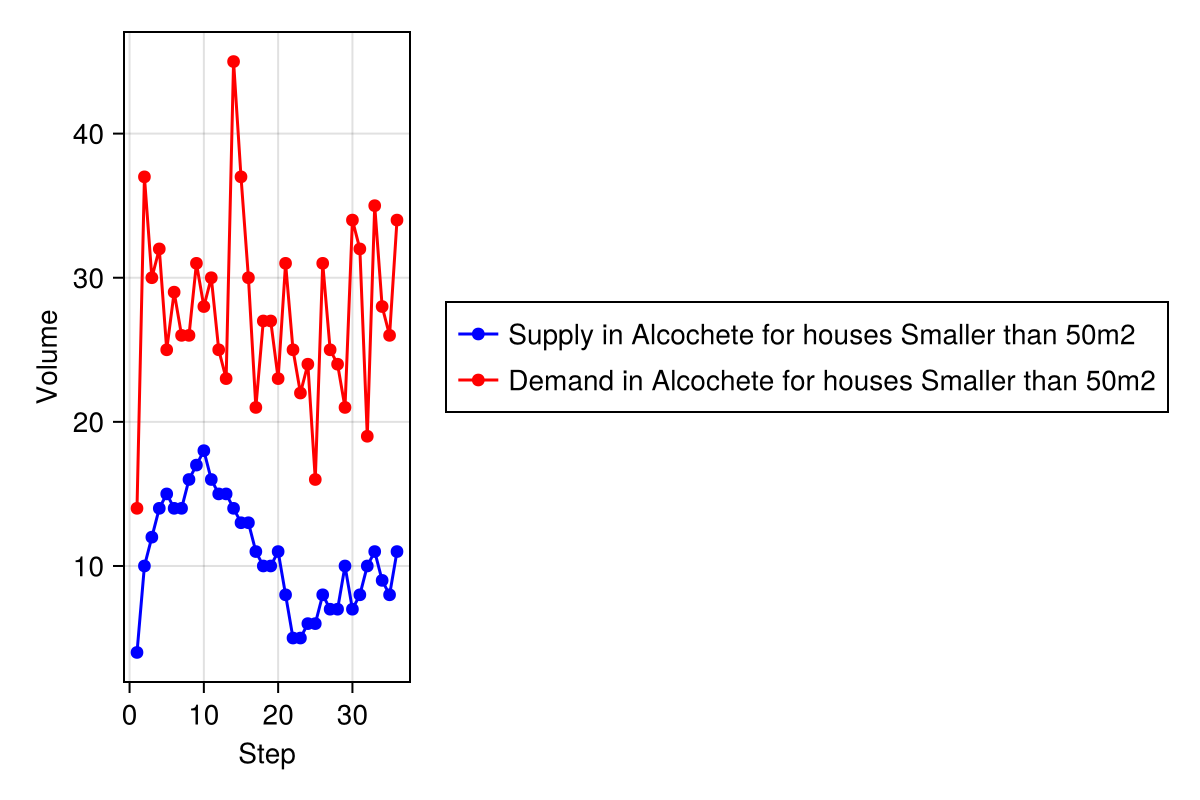 Volume
40
30
20
10
0 10 20 30
Step
Supply in Alcochete for houses Smaller than 50m2
Demand in Alcochete for houses Smaller than 50m2